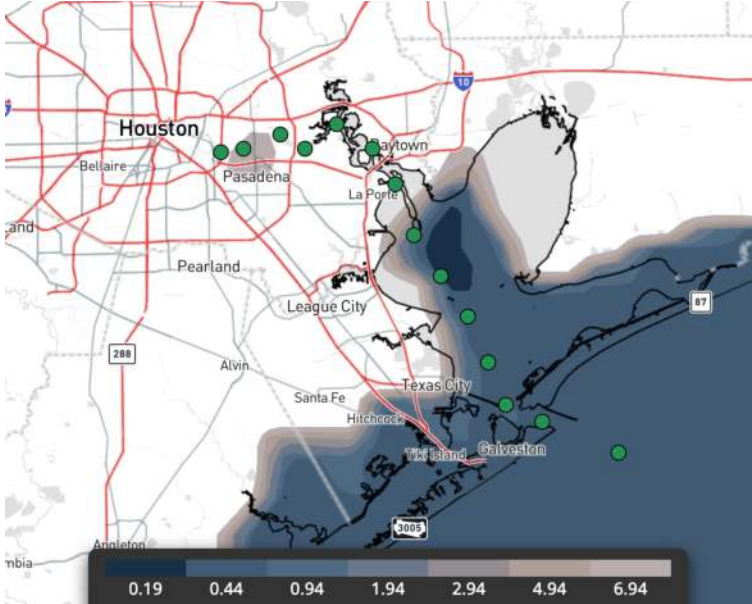 10
Houston
Baytown
Bellaire
Pasadena
La Porte
land
Pearland
League City
87
288
Alvin
Texas City
Santa Fe
Hitchcock
Tiki Island
Galveston
3005
Angleton
mbia
0.19 0.44 0.94 1.94 2.94 4.94 6.94